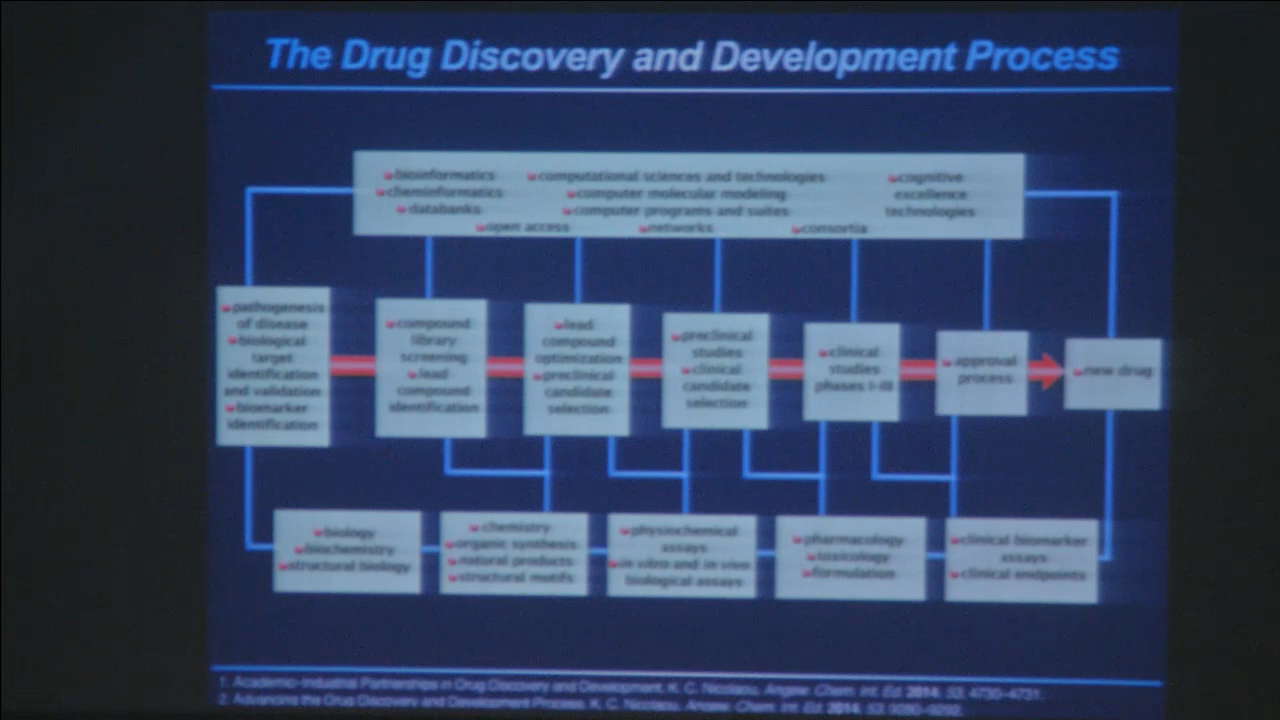 The Drug Discovery and Development Process
bioinformatics
cheminformatics
databanks
computational sciences and technologies
computer molecular modeling
computer programs and suites
cognitive
excellence
technologies
open access
networks
consortia
pathogenesis
of disease
biological
target
identification
and validation
biomarker
identification
compound
library
screening
lead
compound
identification
lead
compound
optimization
preclinical
candidate
selection
preclinical
studies
clinical
candidate
selection
clinical
studies
phases I-III
approval
process
new drug
biology
biochemistry
structural biology
chemistry
organic synthesis
natural products
structural motifs
physiochemical
assays
in vitro and in vivo
biological assays
pharmacology
toxicology
formulation
clinical biomarker
assays
clinical endpoints
1. Academic-Industrial Partnerships in Drug Discovery and Development, K. C. Nicolaou, Angew. Chem. Int. Ed. 2014, 53, 4730-4731.
2. Advancing the Drug Discovery and Development Process, K. C. Nicolaou, Angew. Chem. Int. Ed. 2014, 53,